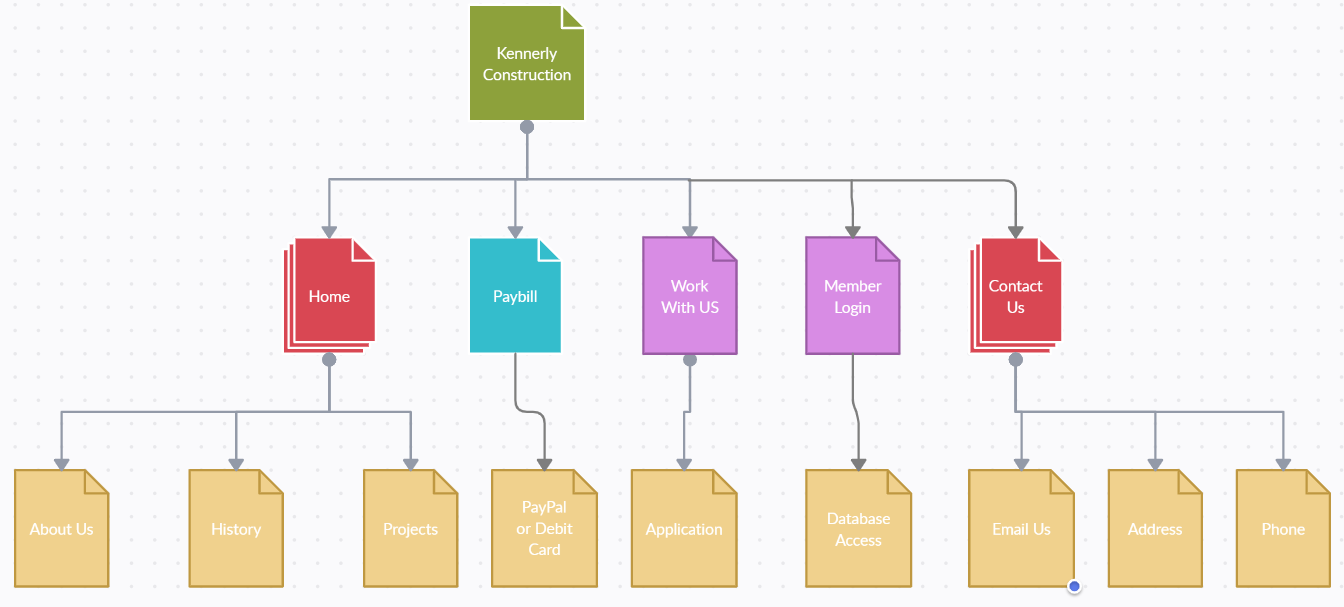 Kennerly
Construction
Home
Paybill
Work
With US
Member
Login
Contact
Us
About Us
History
Projects
PayPal
or Debit
Card
Application
Database
Access
Email Us
Address
Phone